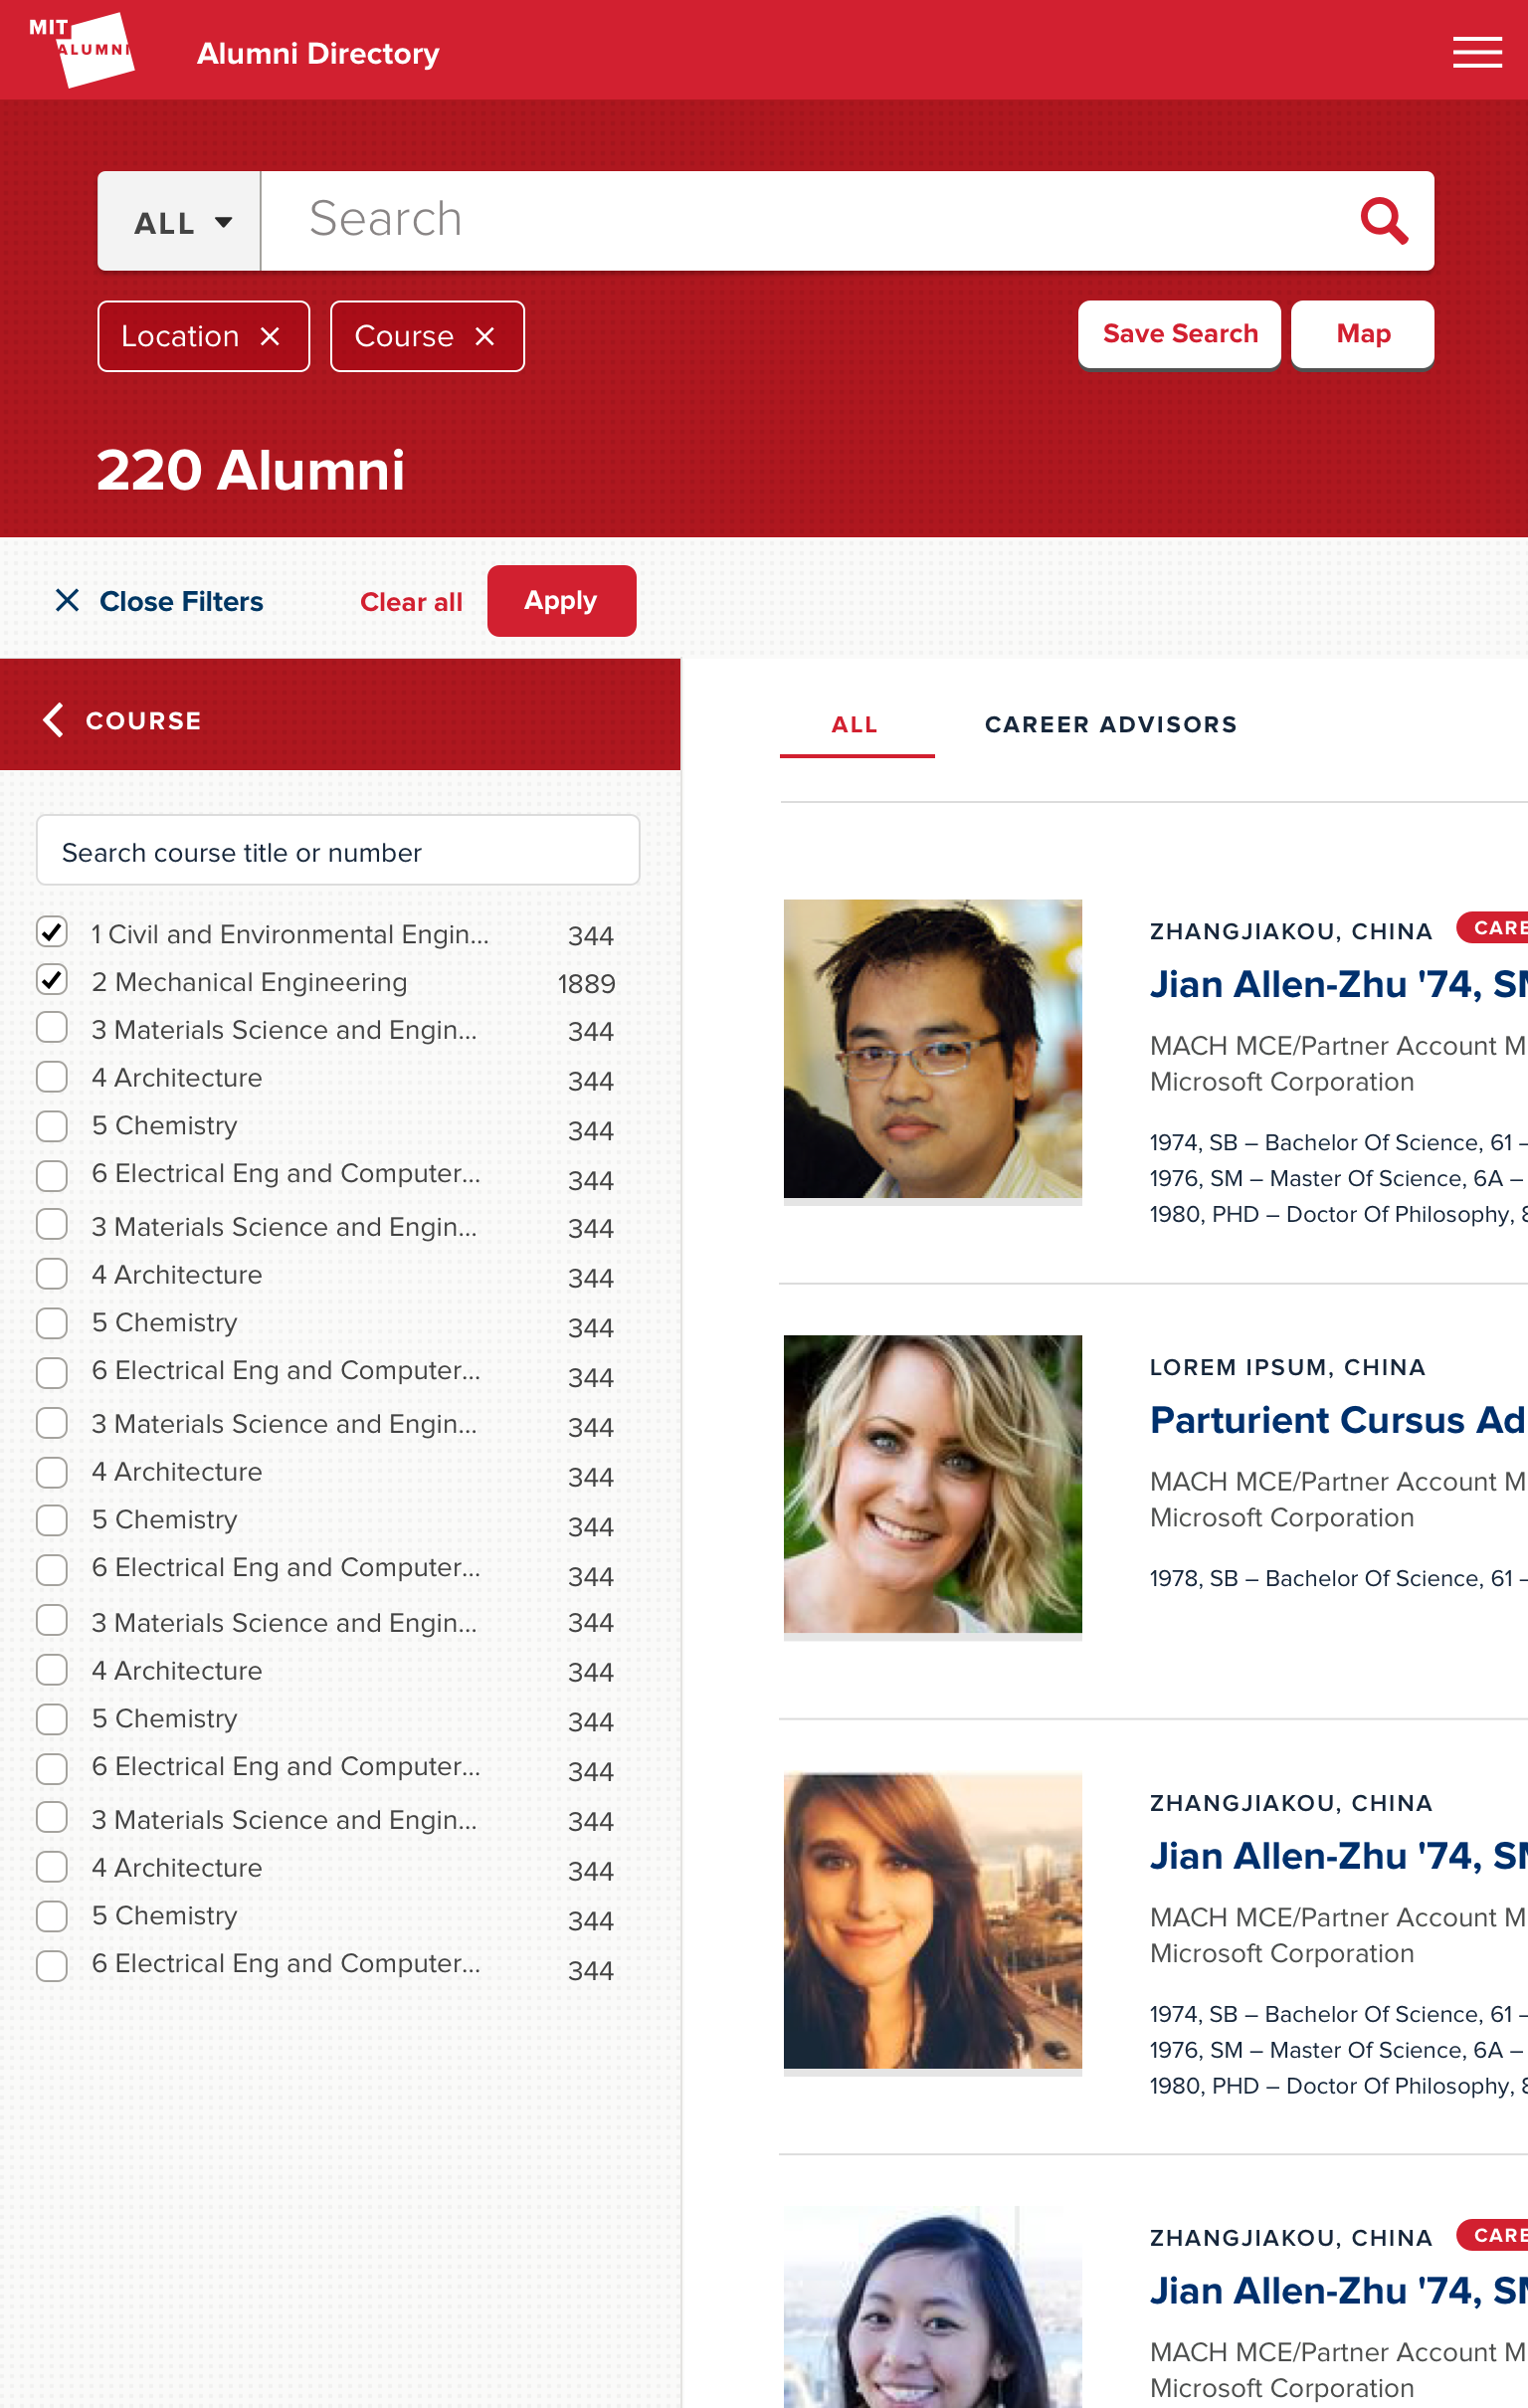 MIT
ALUMNI
Alumni Directory
ALL
Search
Location
Course
Save Search
Map
220 Alumni
Close Filters
Clear all
Apply
COURSE
Search course title or number
1 Civil and Environmental Engin... 344
2 Mechanical Engineering 1889
3 Materials Science and Engin... 344
4 Architecture 344
5 Chemistry 344
6 Electrical Eng and Computer... 344
3 Materials Science and Engin... 344
4 Architecture 344
5 Chemistry 344
6 Electrical Eng and Computer... 344
3 Materials Science and Engin... 344
4 Architecture 344
5 Chemistry 344
6 Electrical Eng and Computer... 344
3 Materials Science and Engin... 344
4 Architecture 344
5 Chemistry 344
6 Electrical Eng and Computer... 344
3 Materials Science and Engin... 344
4 Architecture 344
5 Chemistry 344
6 Electrical Eng and Computer... 344
ALL
CAREER ADVISORS
ZHANGJIAKOU, CHINA CARE
Jian Allen-Zhu '74, SM
MACH MCE/Partner Account M
Microsoft Corporation
1974, SB – Bachelor Of Science, 61 –
1976, SM – Master Of Science, 6A –
1980, PHD – Doctor Of Philosophy, 8
LOREM IPSUM, CHINA
Parturient Cursus Ad
MACH MCE/Partner Account M
Microsoft Corporation
1978, SB – Bachelor Of Science, 61 –
ZHANGJIAKOU, CHINA
Jian Allen-Zhu '74, SM
MACH MCE/Partner Account M
Microsoft Corporation
1974, SB – Bachelor Of Science, 61 –
1976, SM – Master Of Science, 6A –
1980, PHD – Doctor Of Philosophy, 8
ZHANGJIAKOU, CHINA CARE
Jian Allen-Zhu '74, SM
MACH MCE/Partner Account M
Microsoft Corporation